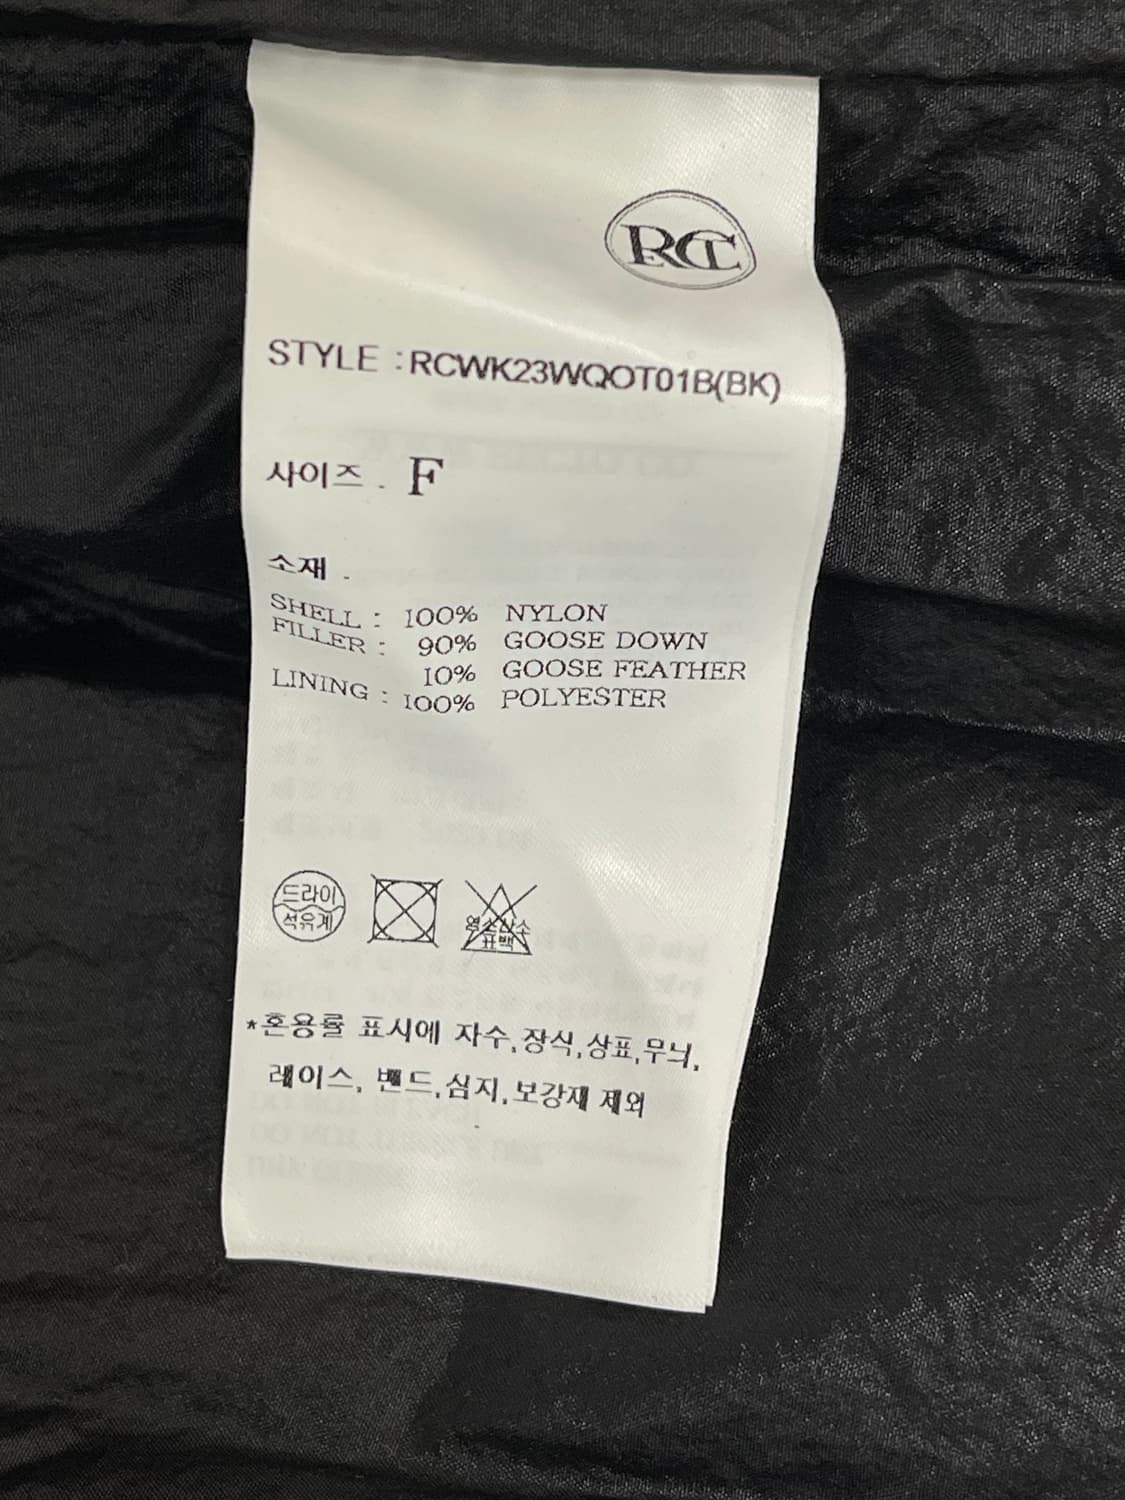 RCT
STYLE :RCWK23WQOT01B(BK)
사이즈 . F
소재 .
SHELL : 100% NYLON
FILLER : 90% GOOSE DOWN
10% GOOSE FEATHER
LINING : 100% POLYESTER
드라이
석유계
염소산소
표백
*혼용률 표시에 자수,장식,상표,무늬,
레이스, 밴드,심지,보강재 제외